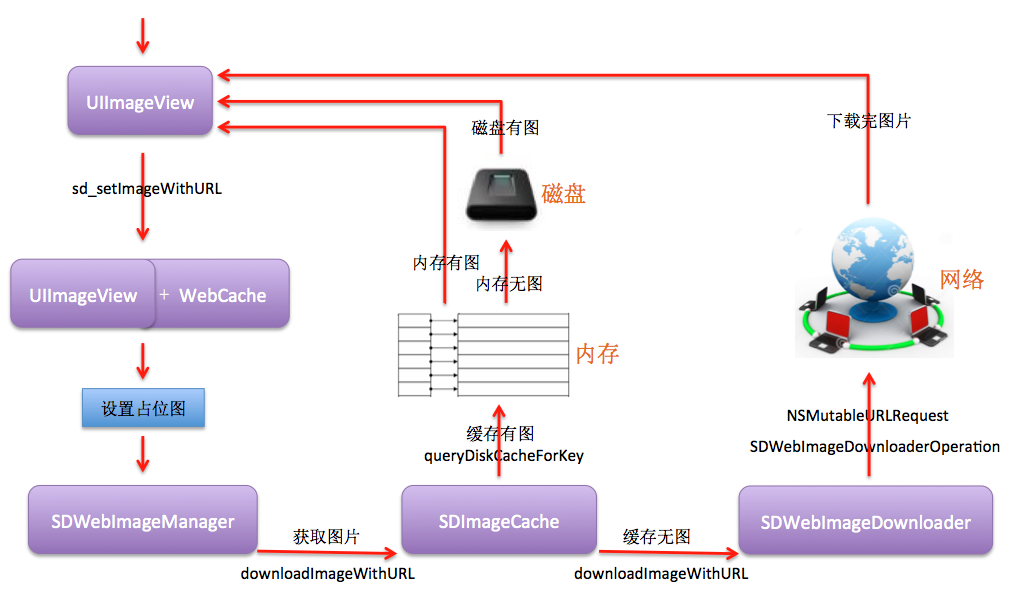 UIImageView
sd_setImageWithURL
UIImageView + WebCache
设置占位图
SDWebImageManager
获取图片
downloadImageWithURL
SDImageCache
缓存有图
queryDiskCacheForKey
内存
内存有图
内存无图
磁盘
磁盘有图
缓存无图
downloadImageWithURL
SDWebImageDownloader
NSMutableURLRequest
SDWebImageDownloaderOperation
网络
下载完图片